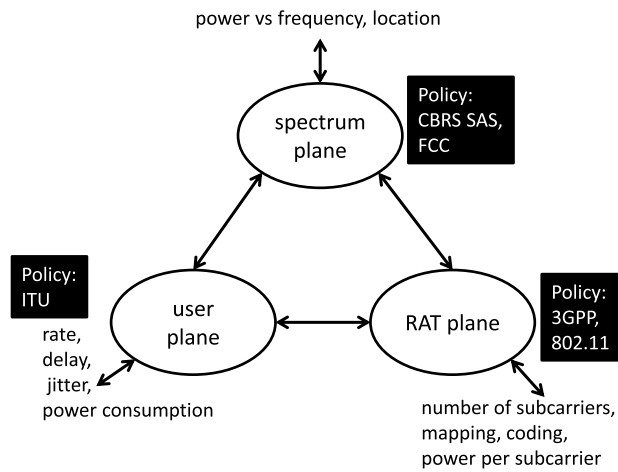 power vs frequency, location
spectrum
plane
Policy:
CBRS SAS,
FCC
Policy:
ITU
user
plane
RAT plane
Policy:
3GPP,
802.11
rate,
delay,
jitter,
power consumption
number of subcarriers,
mapping, coding,
power per subcarrier